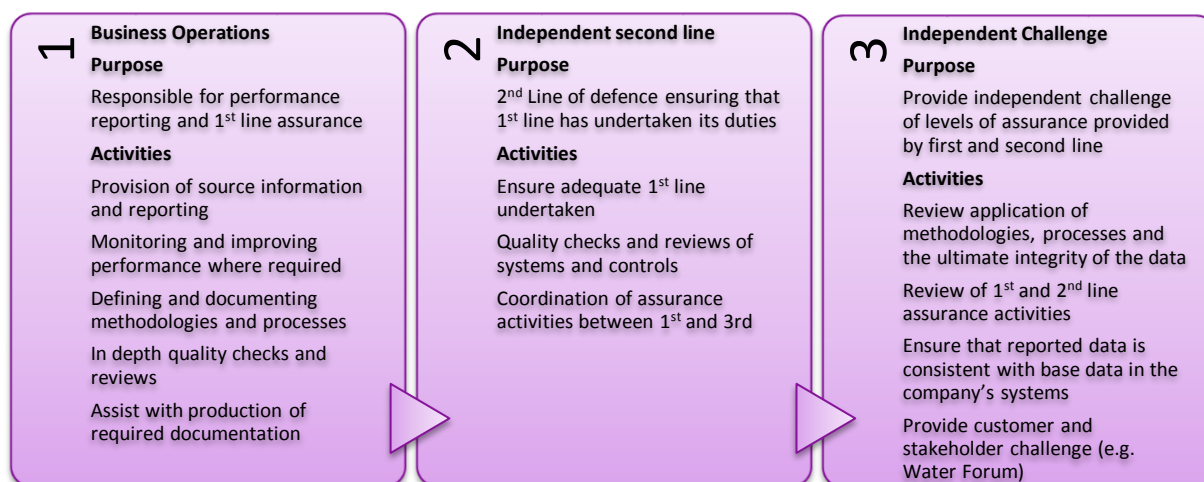 1
Business Operations
Purpose
Responsible for performance
reporting and 1st line assurance
Activities
Provision of source information
and reporting
Monitoring and improving
performance where required
Defining and documenting
methodologies and processes
In depth quality checks and
reviews
Assist with production of
required documentation
2
Independent second line
Purpose
2nd Line of defence ensuring that
1st line has undertaken its duties
Activities
Ensure adequate 1st line
undertaken
Quality checks and reviews of
systems and controls
Coordination of assurance
activities between 1st and 3rd
3
Independent Challenge
Purpose
Provide independent challenge
of levels of assurance provided
by first and second line
Activities
Review application of
methodologies, processes and
the ultimate integrity of the data
Review of 1st and 2nd line
assurance activities
Ensure that reported data is
consistent with base data in the
company's systems
Provide customer and
stakeholder challenge (e.g.
Water Forum)